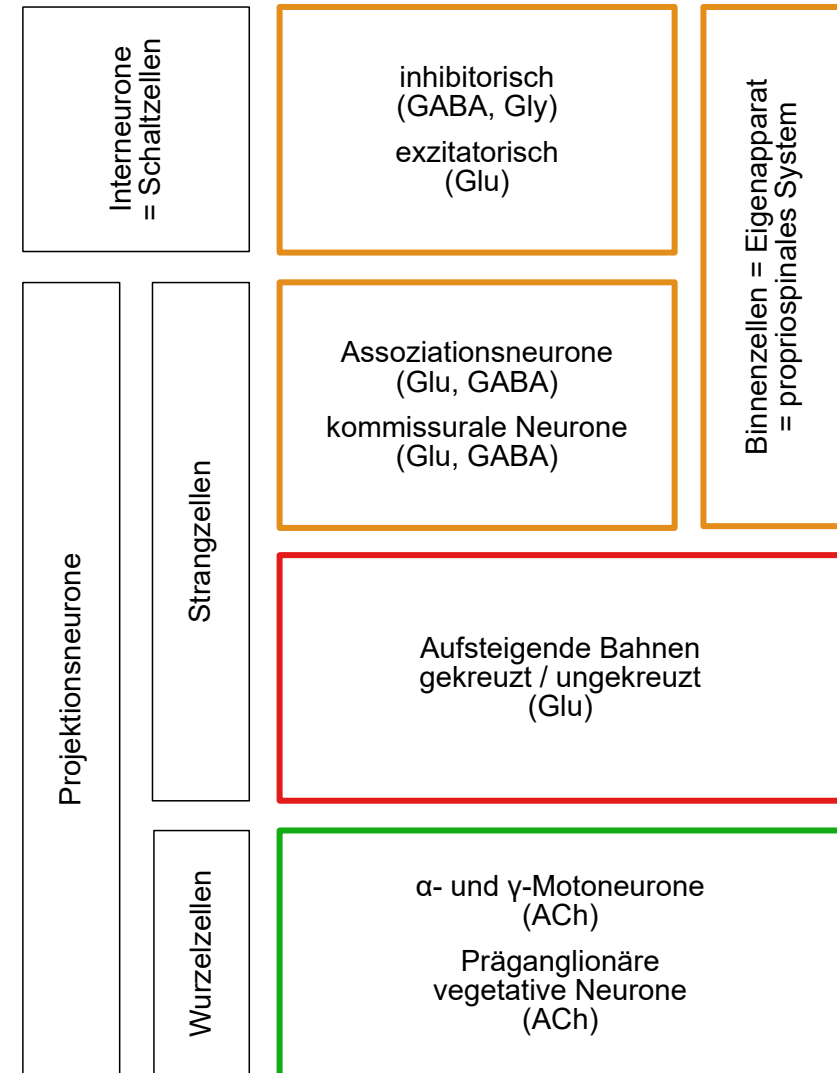 Interneurone
= Schaltzellen
inhibitorisch
(GABA, Gly)
exzitatorisch
(Glu)
Binnenzellen = Eigenapparat
= propriospinales System
Projektionsneurone
Strangzellen
Assoziationsneurone
(Glu, GABA)
kommissurale Neurone
(Glu, GABA)
Aufsteigende Bahnen
gekreuzt / ungekreuzt
(Glu)
Wurzelzellen
α- und γ-Motoneurone
(ACh)
Präganglionäre
vegetative Neurone
(ACh)